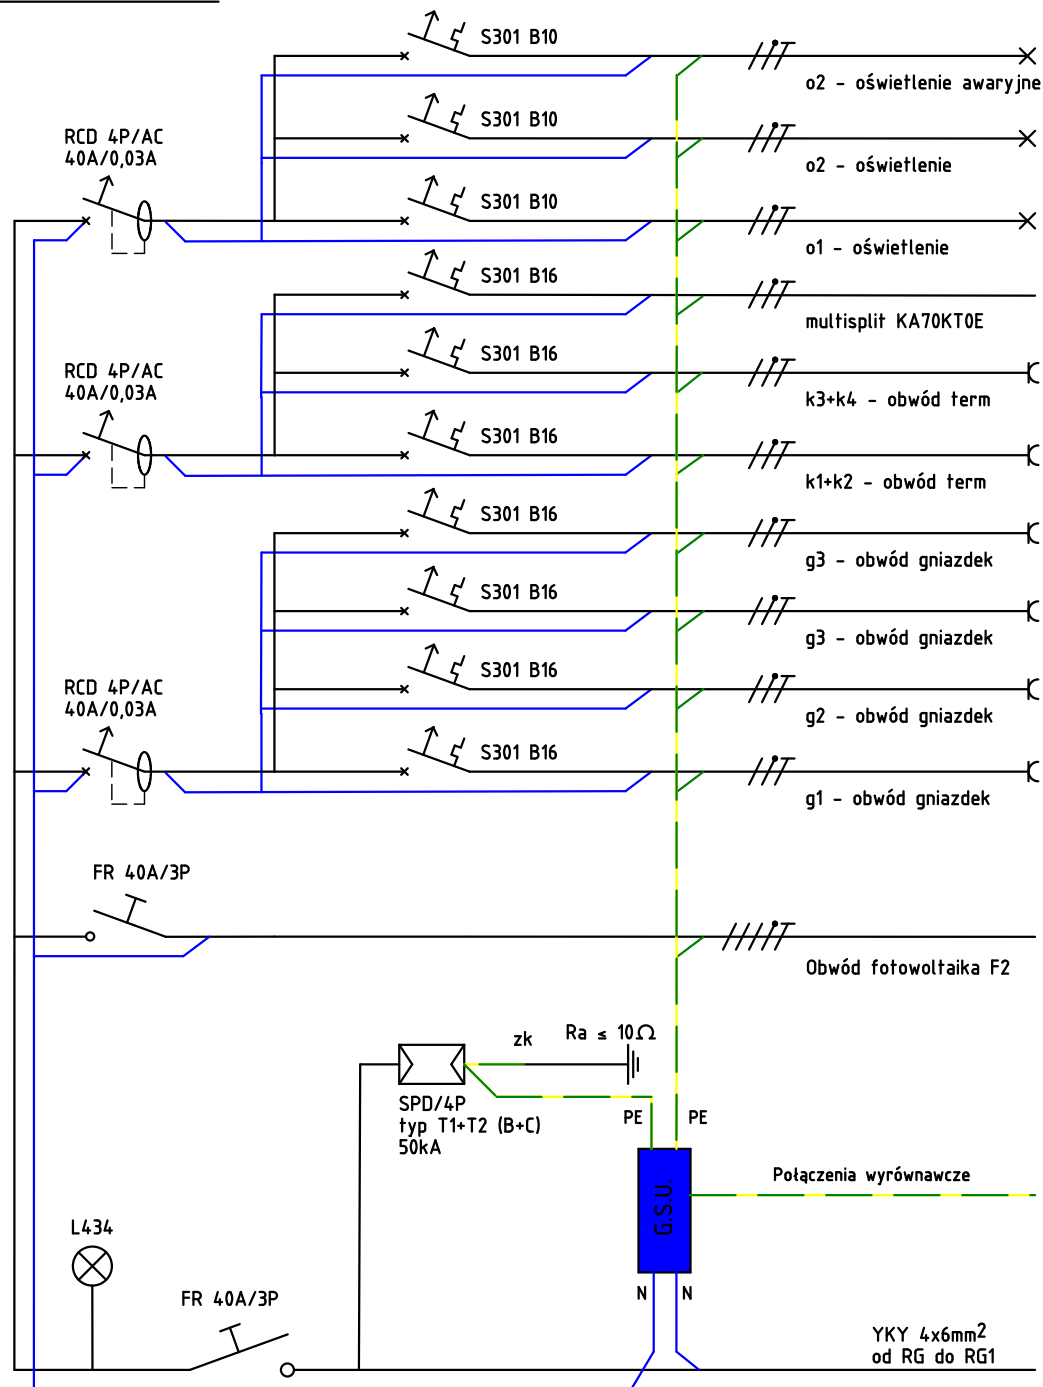 S301 B10
o2 - oświetlenie awaryjne
S301 B10
o2 - oświetlenie
RCD 4P/AC
40A/0,03A
S301 B10
o1 - oświetlenie
S301 B16
multisplit KA70KT0E
S301 B16
k3+k4 - obwód term
RCD 4P/AC
40A/0,03A
S301 B16
k1+k2 - obwód term
S301 B16
g3 - obwód gniazdek
S301 B16
g3 - obwód gniazdek
S301 B16
g2 - obwód gniazdek
RCD 4P/AC
40A/0,03A
S301 B16
g1 - obwód gniazdek
FR 40A/3P
Obwód fotowoltaika F2
zk
Ra ≤ 10Ω
SPD/4P
typ T1+T2 (B+C)
50kA
PE
PE
G.S.U.
Połączenia wyrównawcze
L434
N
N
FR 40A/3P
YKY 4x6mm²
od RG do RG1